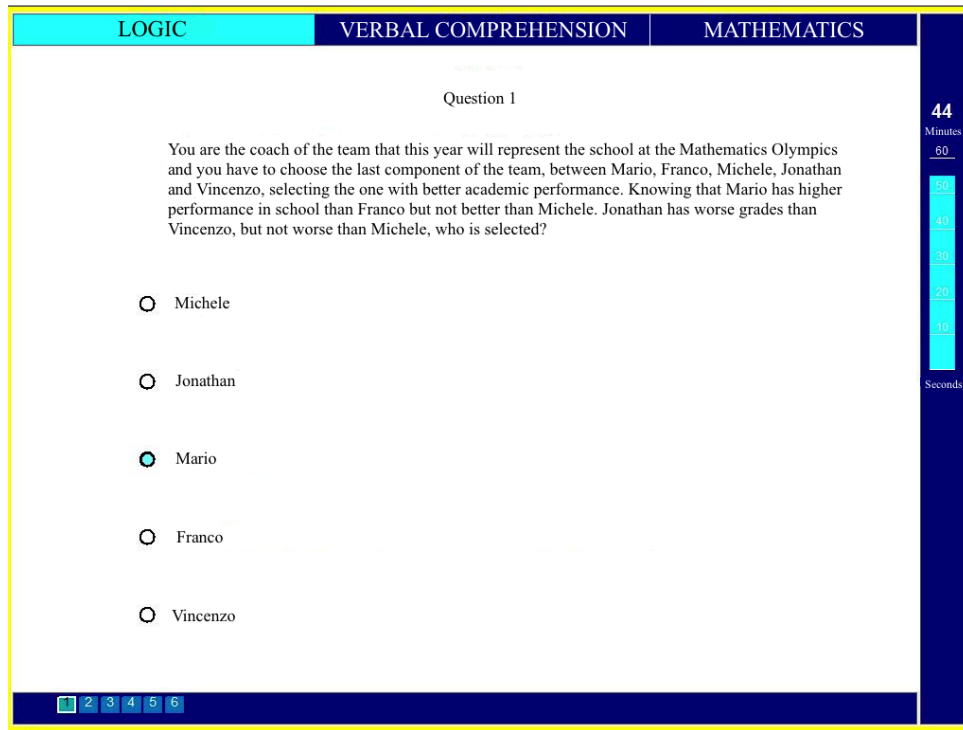 LOGIC VERBAL COMPREHENSION MATHEMATICS
Question 1
44
Minutes
60
You are the coach of the team that this year will represent the school at the Mathematics Olympics
and you have to choose the last component of the team, between Mario, Franco, Michele, Jonathan
and Vincenzo, selecting the one with better academic performance. Knowing that Mario has higher
performance in school than Franco but not better than Michele. Jonathan has worse grades than
Vincenzo, but not worse than Michele, who is selected?
50
40
30
20
10
Seconds
Michele
Jonathan
Mario
Franco
Vincenzo
1 2 3 4 5 6